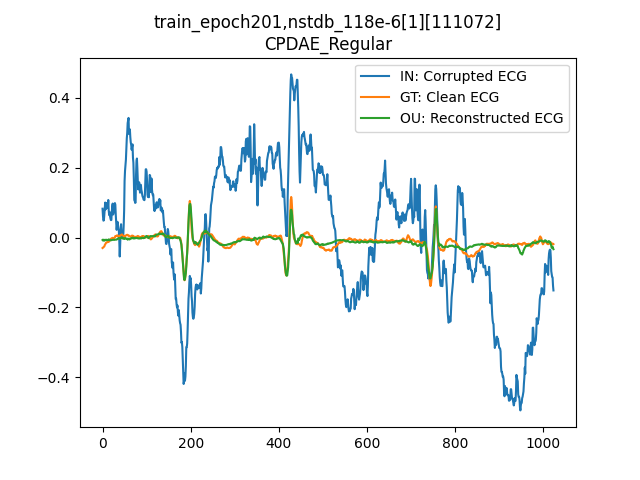 train_epoch201,nstdb_118e-6[1][111072]
CPDAE_Regular
IN: Corrupted ECG
GT: Clean ECG
OU: Reconstructed ECG
0.4
0.2
0.0
−0.2
−0.4
0
200
400
600
800
1000